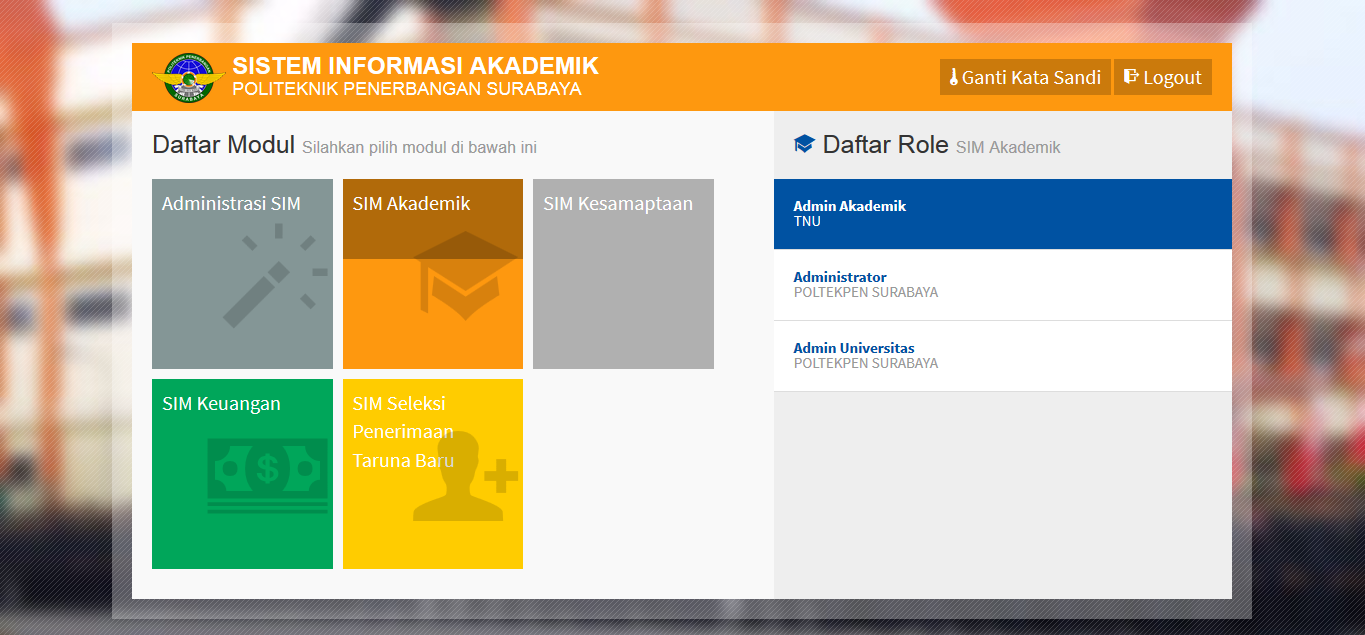 SISTEM INFORMASI AKADEMIK
POLITEKNIK PENERBANGAN SURABAYA
Ganti Kata Sandi
Logout
Daftar Modul Silahkan pilih modul di bawah ini
Administrasi SIM
SIM Akademik
SIM Kesamaptaan
SIM Keuangan
SIM Seleksi
Penerimaan
Taruna Baru
Daftar Role SIM Akademik
Admin Akademik
TNU
Administrator
POLTEKPEN SURABAYA
Admin Universitas
POLTEKPEN SURABAYA